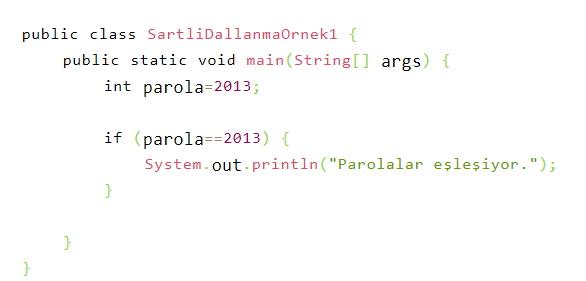 public class SartliDallanmaOrnek1 {
public static void main(String[] args) {
int parola=2013;
if (parola==2013) {
System.out.println("Parolalar eşleşiyor.");
}
}
}